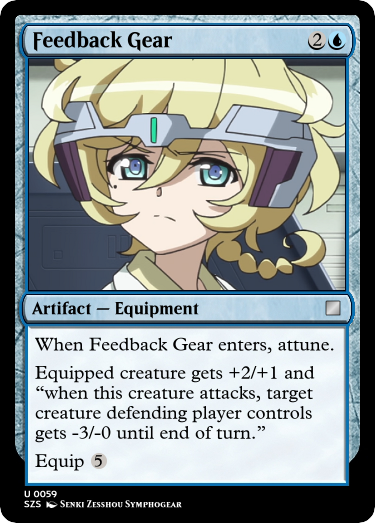 Feedback Gear 2
Artifact — Equipment
When Feedback Gear enters, attune.
Equipped creature gets +2/+1 and
“when this creature attacks, target
creature defending player controls
gets -3/-0 until end of turn.”
Equip 5
U 0059
SZS Senki Zesshou Symphogear